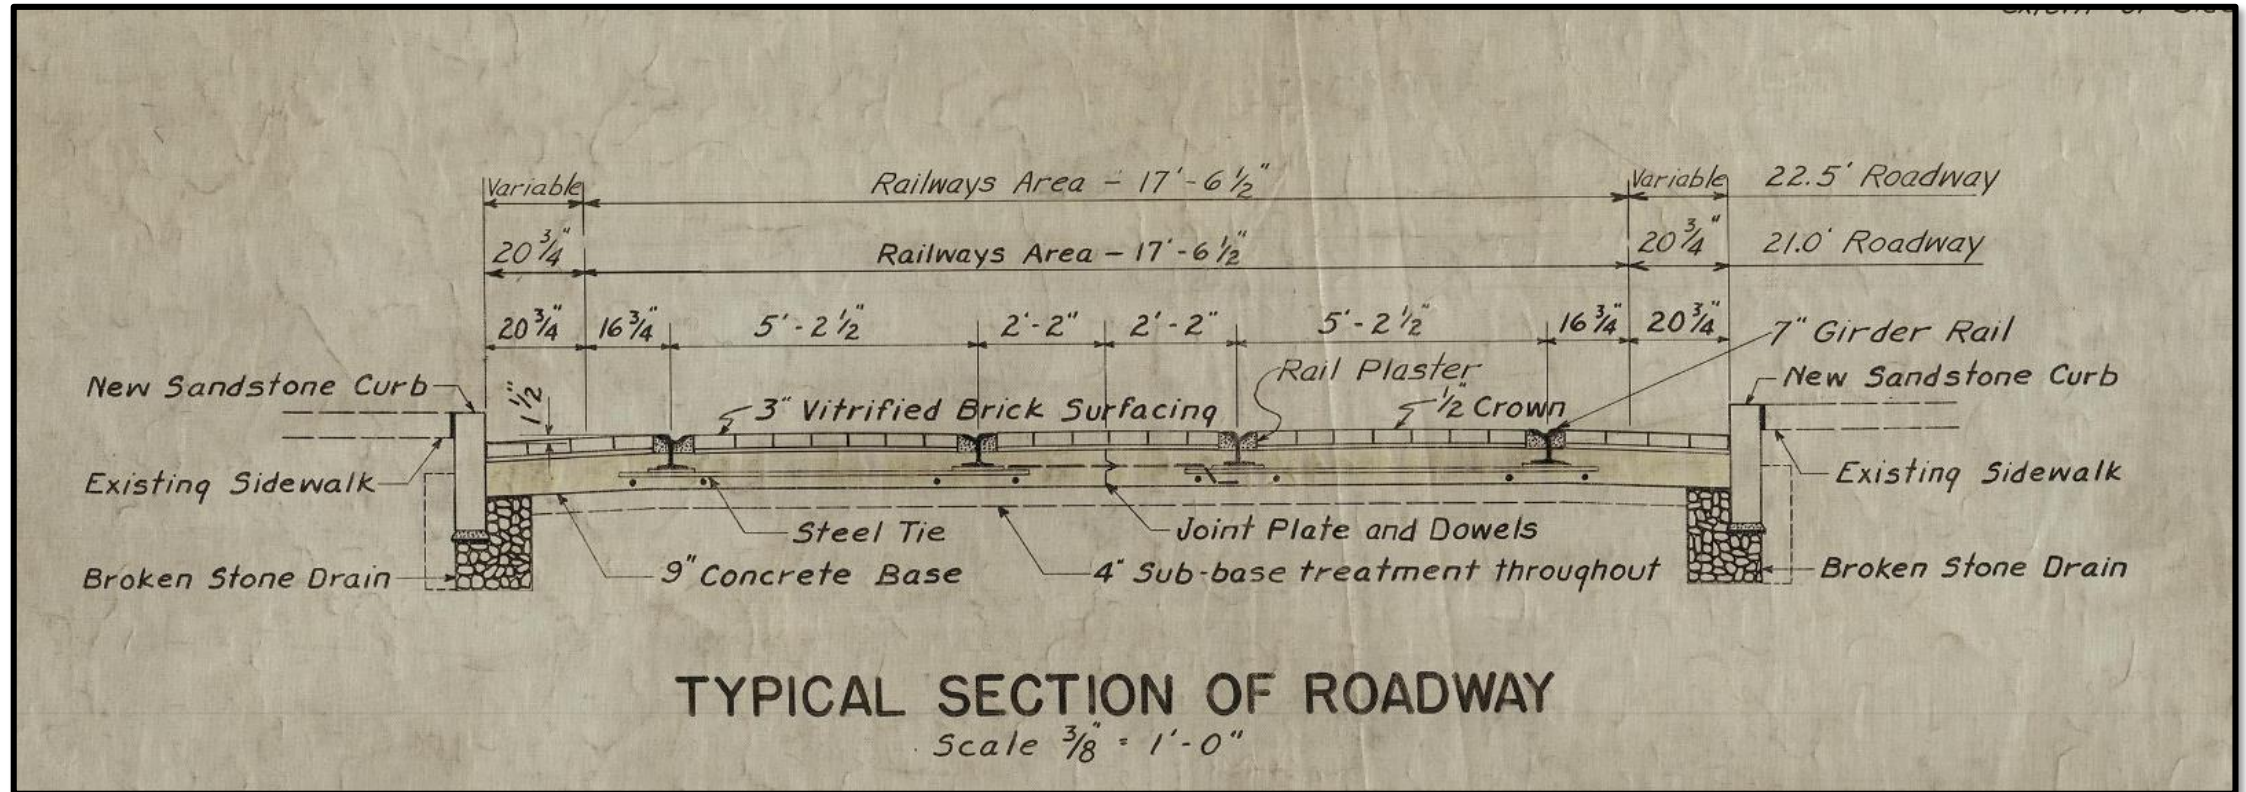 Variable Railways Area - 17'-6 1/2" Variable 22.5' Roadway
20 3/4" Railways Area - 17'-6 1/2" 20 3/4" 21.0' Roadway
20 3/4" 16 3/4" 5'-2 1/2" 2'-2" 2'-2" 5'-2 1/2" 16 3/4" 20 3/4" 7" Girder Rail
New Sandstone Curb 1 1/2" Rail Plaster New Sandstone Curb
3" Vitrified Brick Surfacing 1/2" Crown
Existing Sidewalk Existing Sidewalk
Steel Tie Joint Plate and Dowels
Broken Stone Drain 9" Concrete Base 4" Sub-base treatment throughout Broken Stone Drain
TYPICAL SECTION OF ROADWAY
Scale 3/8" = 1'-0"